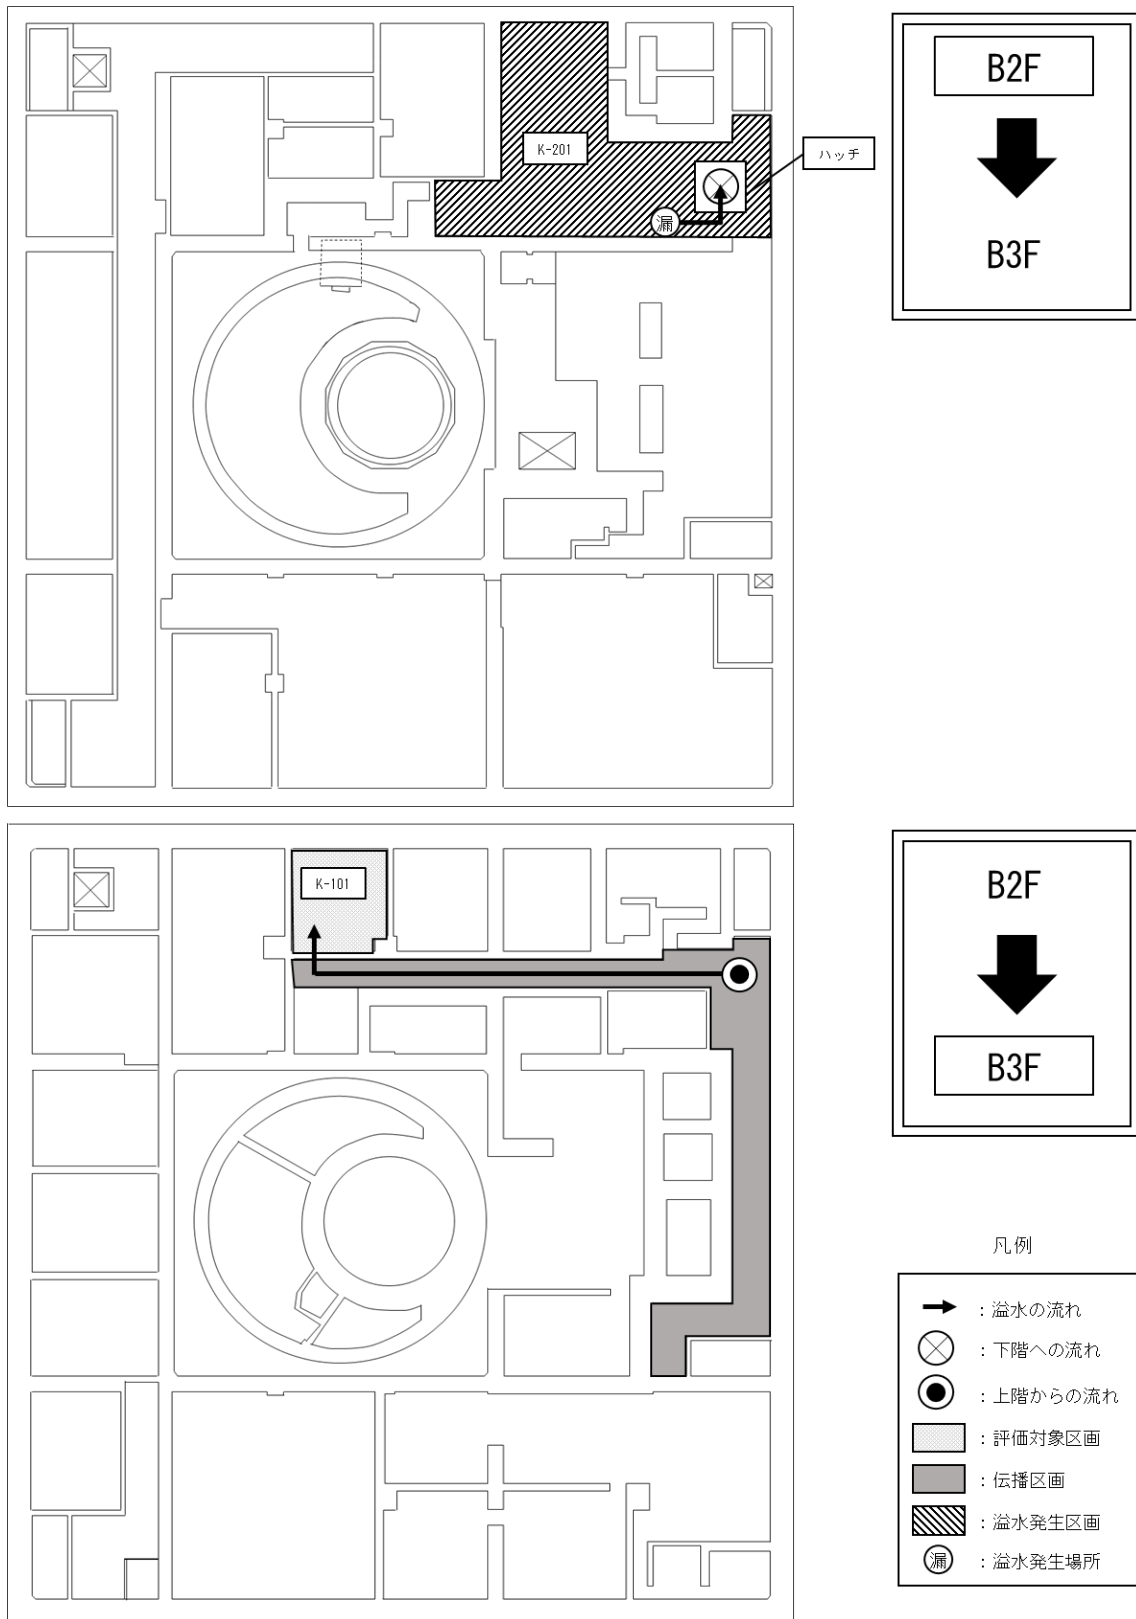 K-201
漏
ハッチ
B2F
B3F
K-101
B2F
B3F
凡例
：溢水の流れ
：下階への流れ
：上階からの流れ
：評価対象区画
：伝播区画
：溢水発生区画
漏 ：溢水発生場所